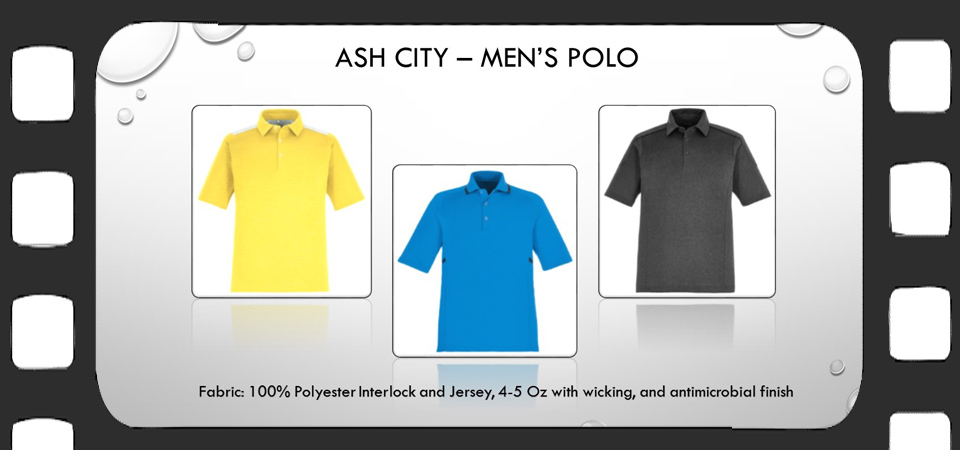 ASH CITY – MEN’S POLO
Fabric: 100% Polyester Interlock and Jersey, 4-5 Oz with wicking, and antimicrobial finish